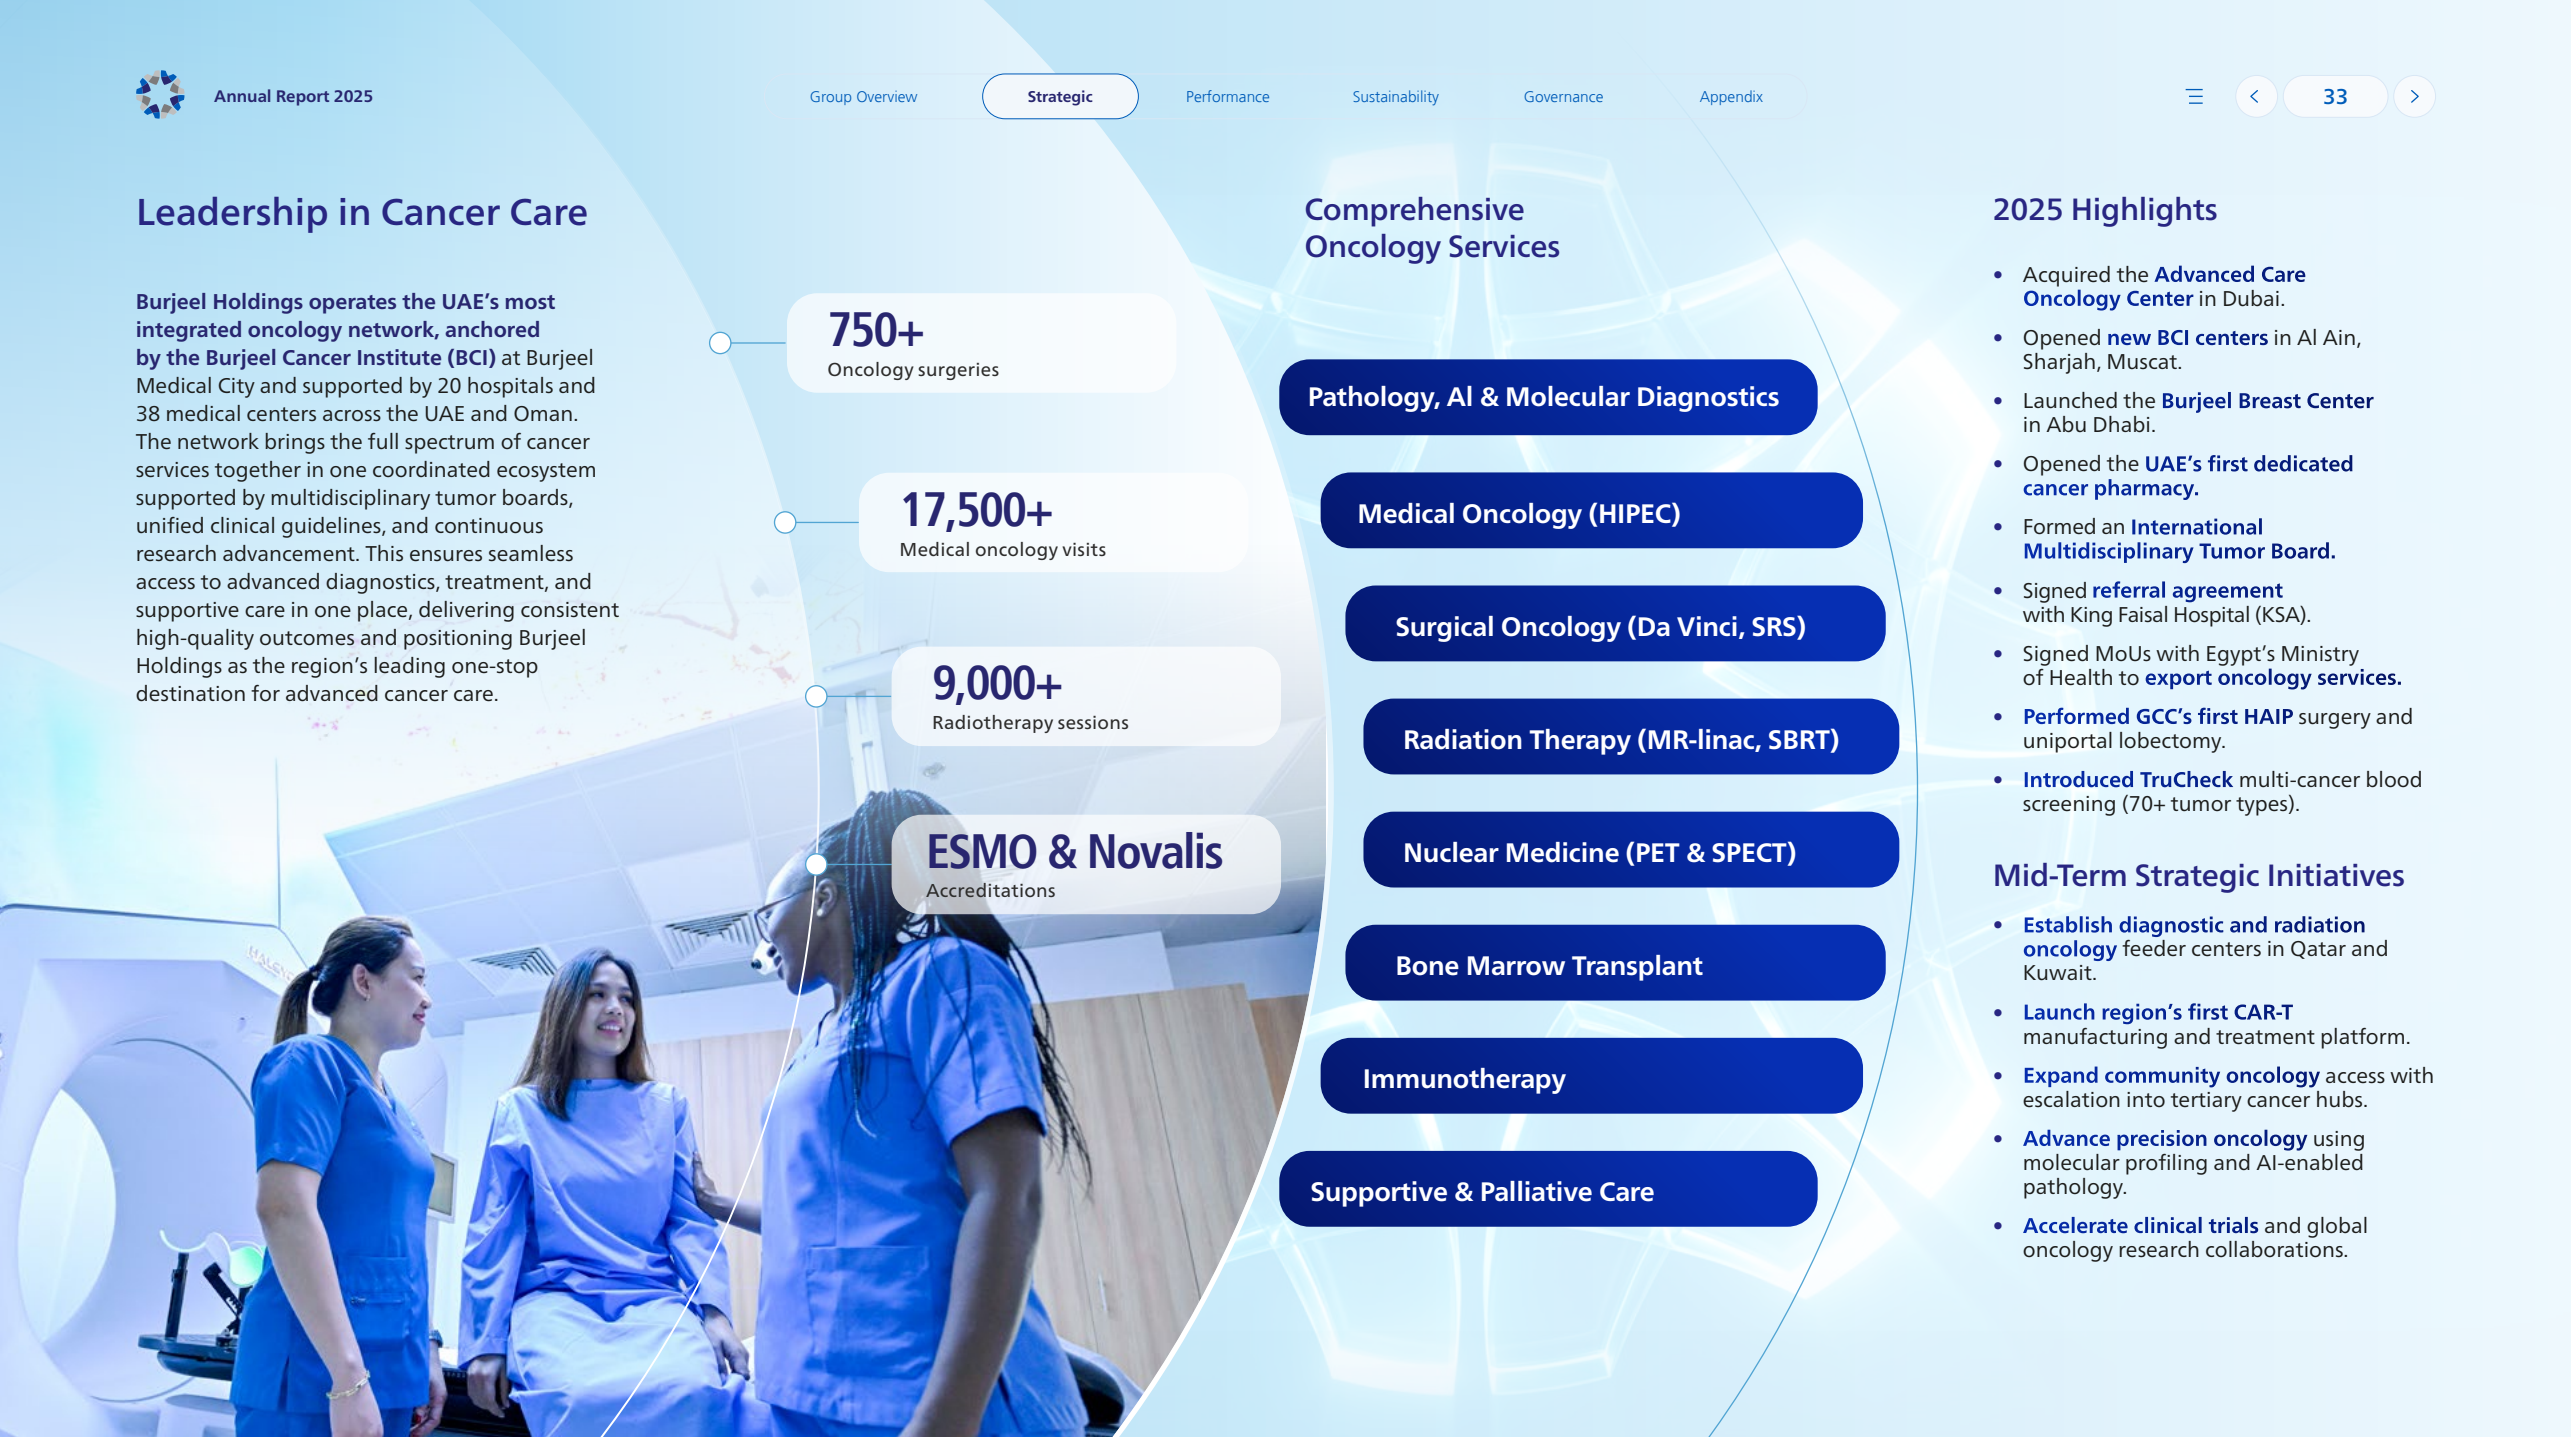 Annual Report 2025
Group Overview
Strategic
Performance
Sustainability
Governance
Appendix
33
Leadership in Cancer Care
Burjeel Holdings operates the UAE's most
integrated oncology network, anchored
by the Burjeel Cancer Institute (BCI) at Burjeel
Medical City and supported by 20 hospitals and
38 medical centers across the UAE and Oman.
The network brings the full spectrum of cancer
services together in one coordinated ecosystem
supported by multidisciplinary tumor boards,
unified clinical guidelines, and continuous
research advancement. This ensures seamless
access to advanced diagnostics, treatment, and
supportive care in one place, delivering consistent
high-quality outcomes and positioning Burjeel
Holdings as the region's leading one-stop
destination for advanced cancer care.
750+
Oncology surgeries
17,500+
Medical oncology visits
9,000+
Radiotherapy sessions
ESMO & Novalis
Accreditations
Comprehensive
Oncology Services
Pathology, AI & Molecular Diagnostics
Medical Oncology (HIPEC)
Surgical Oncology (Da Vinci, SRS)
Radiation Therapy (MR-linac, SBRT)
Nuclear Medicine (PET & SPECT)
Bone Marrow Transplant
Immunotherapy
Supportive & Palliative Care
2025 Highlights
• Acquired the Advanced Care
Oncology Center in Dubai.
• Opened new BCI centers in Al Ain,
Sharjah, Muscat.
• Launched the Burjeel Breast Center
in Abu Dhabi.
• Opened the UAE's first dedicated
cancer pharmacy.
• Formed an International
Multidisciplinary Tumor Board.
• Signed referral agreement
with King Faisal Hospital (KSA).
• Signed MoUs with Egypt's Ministry
of Health to export oncology services.
• Performed GCC's first HAIP surgery and
uniportal lobectomy.
• Introduced TruCheck multi-cancer blood
screening (70+ tumor types).
Mid-Term Strategic Initiatives
• Establish diagnostic and radiation
oncology feeder centers in Qatar and
Kuwait.
• Launch region's first CAR-T
manufacturing and treatment platform.
• Expand community oncology access with
escalation into tertiary cancer hubs.
• Advance precision oncology using
molecular profiling and AI-enabled
pathology.
• Accelerate clinical trials and global
oncology research collaborations.